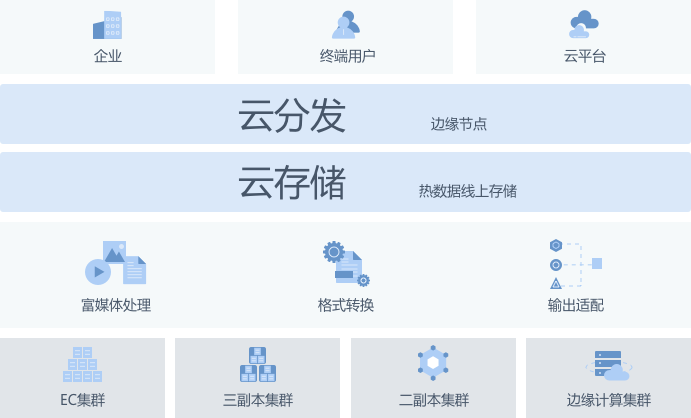 企业 终端用户 云平台
云分发 边缘节点
云存储 热数据线上存储
富媒体处理 格式转换 输出适配
EC集群 三副本集群 二副本集群 边缘计算集群